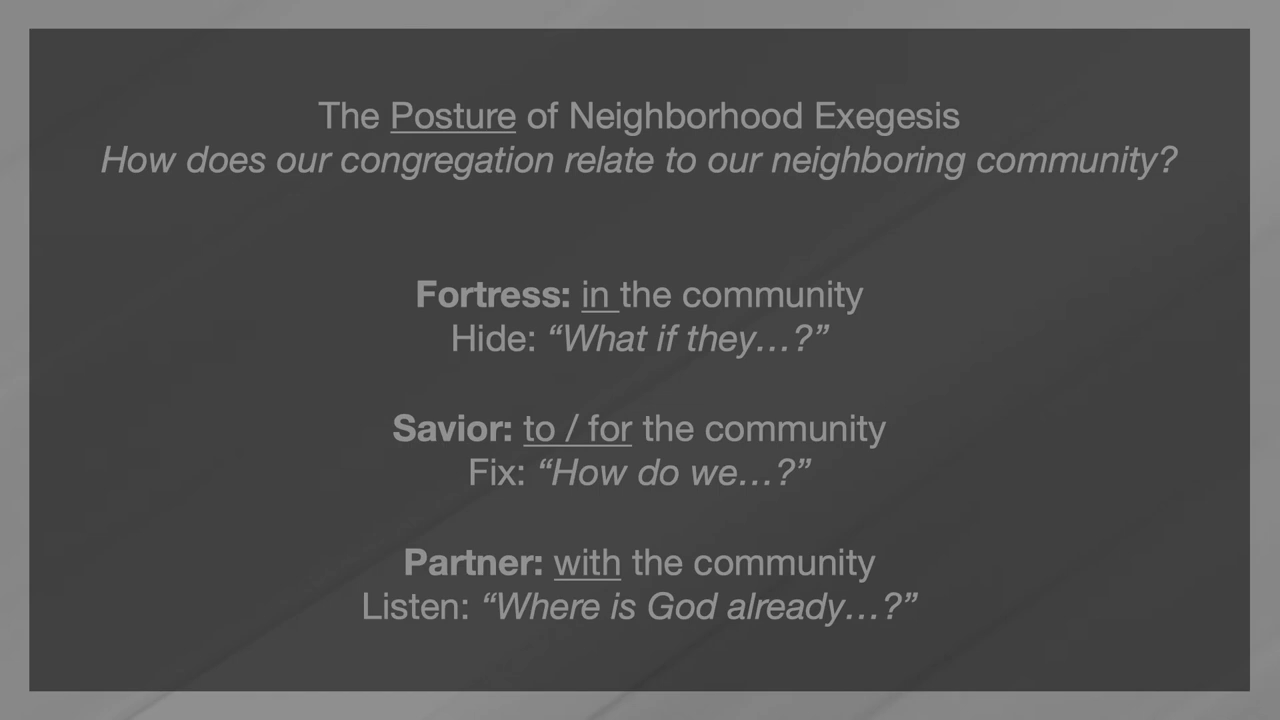 The Posture of Neighborhood Exegesis
How does our congregation relate to our neighboring community?
Fortress: in the community
Hide: “What if they…?”
Savior: to / for the community
Fix: “How do we…?”
Partner: with the community
Listen: “Where is God already…?”